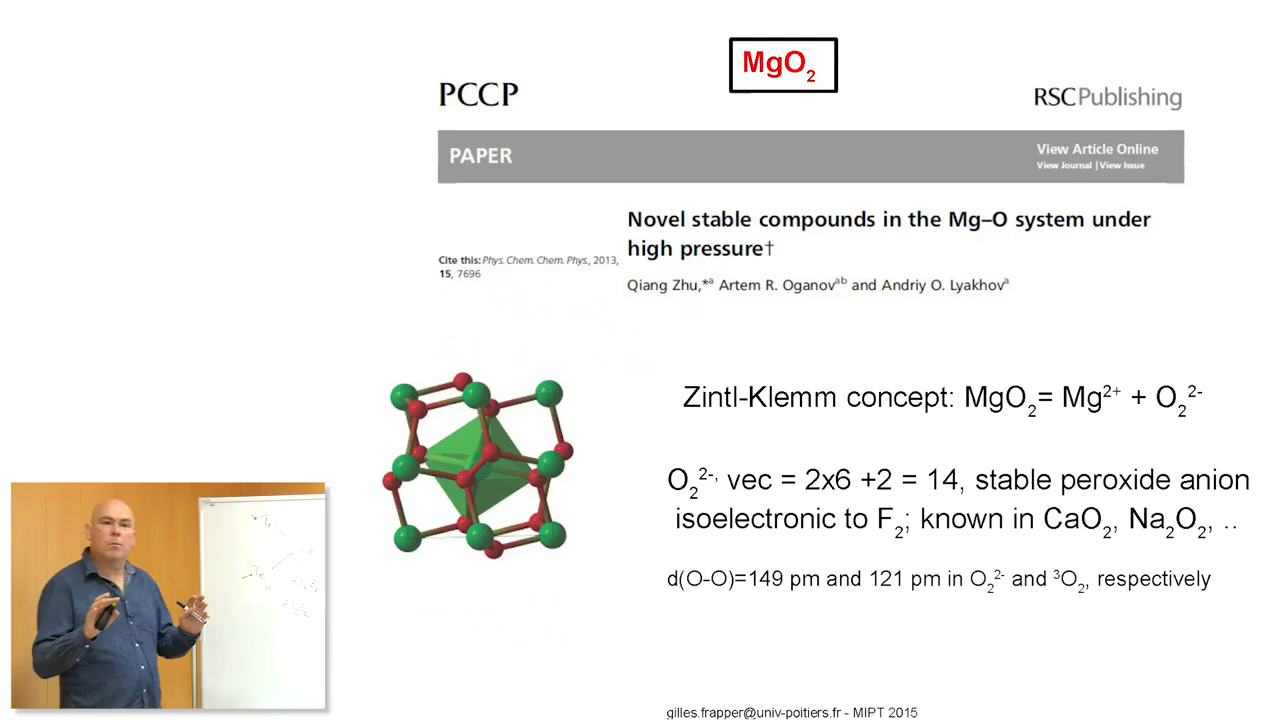 MgO₂
PCCP
RSCPublishing
PAPER
View Article Online
View Journal | View Issue
Novel stable compounds in the Mg–O system under
high pressure†
Cite this: Phys. Chem. Chem. Phys., 2013,
15, 7696
Qiang Zhu,*ᵃ Artem R. Oganovᵃᵇ and Andriy O. Lyakhovᵃ
Zintl-Klemm concept: MgO₂= Mg²⁺ + O₂²⁻
O₂²⁻, vec = 2x6 +2 = 14, stable peroxide anion
isoelectronic to F₂; known in CaO₂, Na₂O₂, ..
d(O-O)=149 pm and 121 pm in O₂²⁻ and ³O₂, respectively
gilles.frapper@univ-poitiers.fr - MIPT 2015